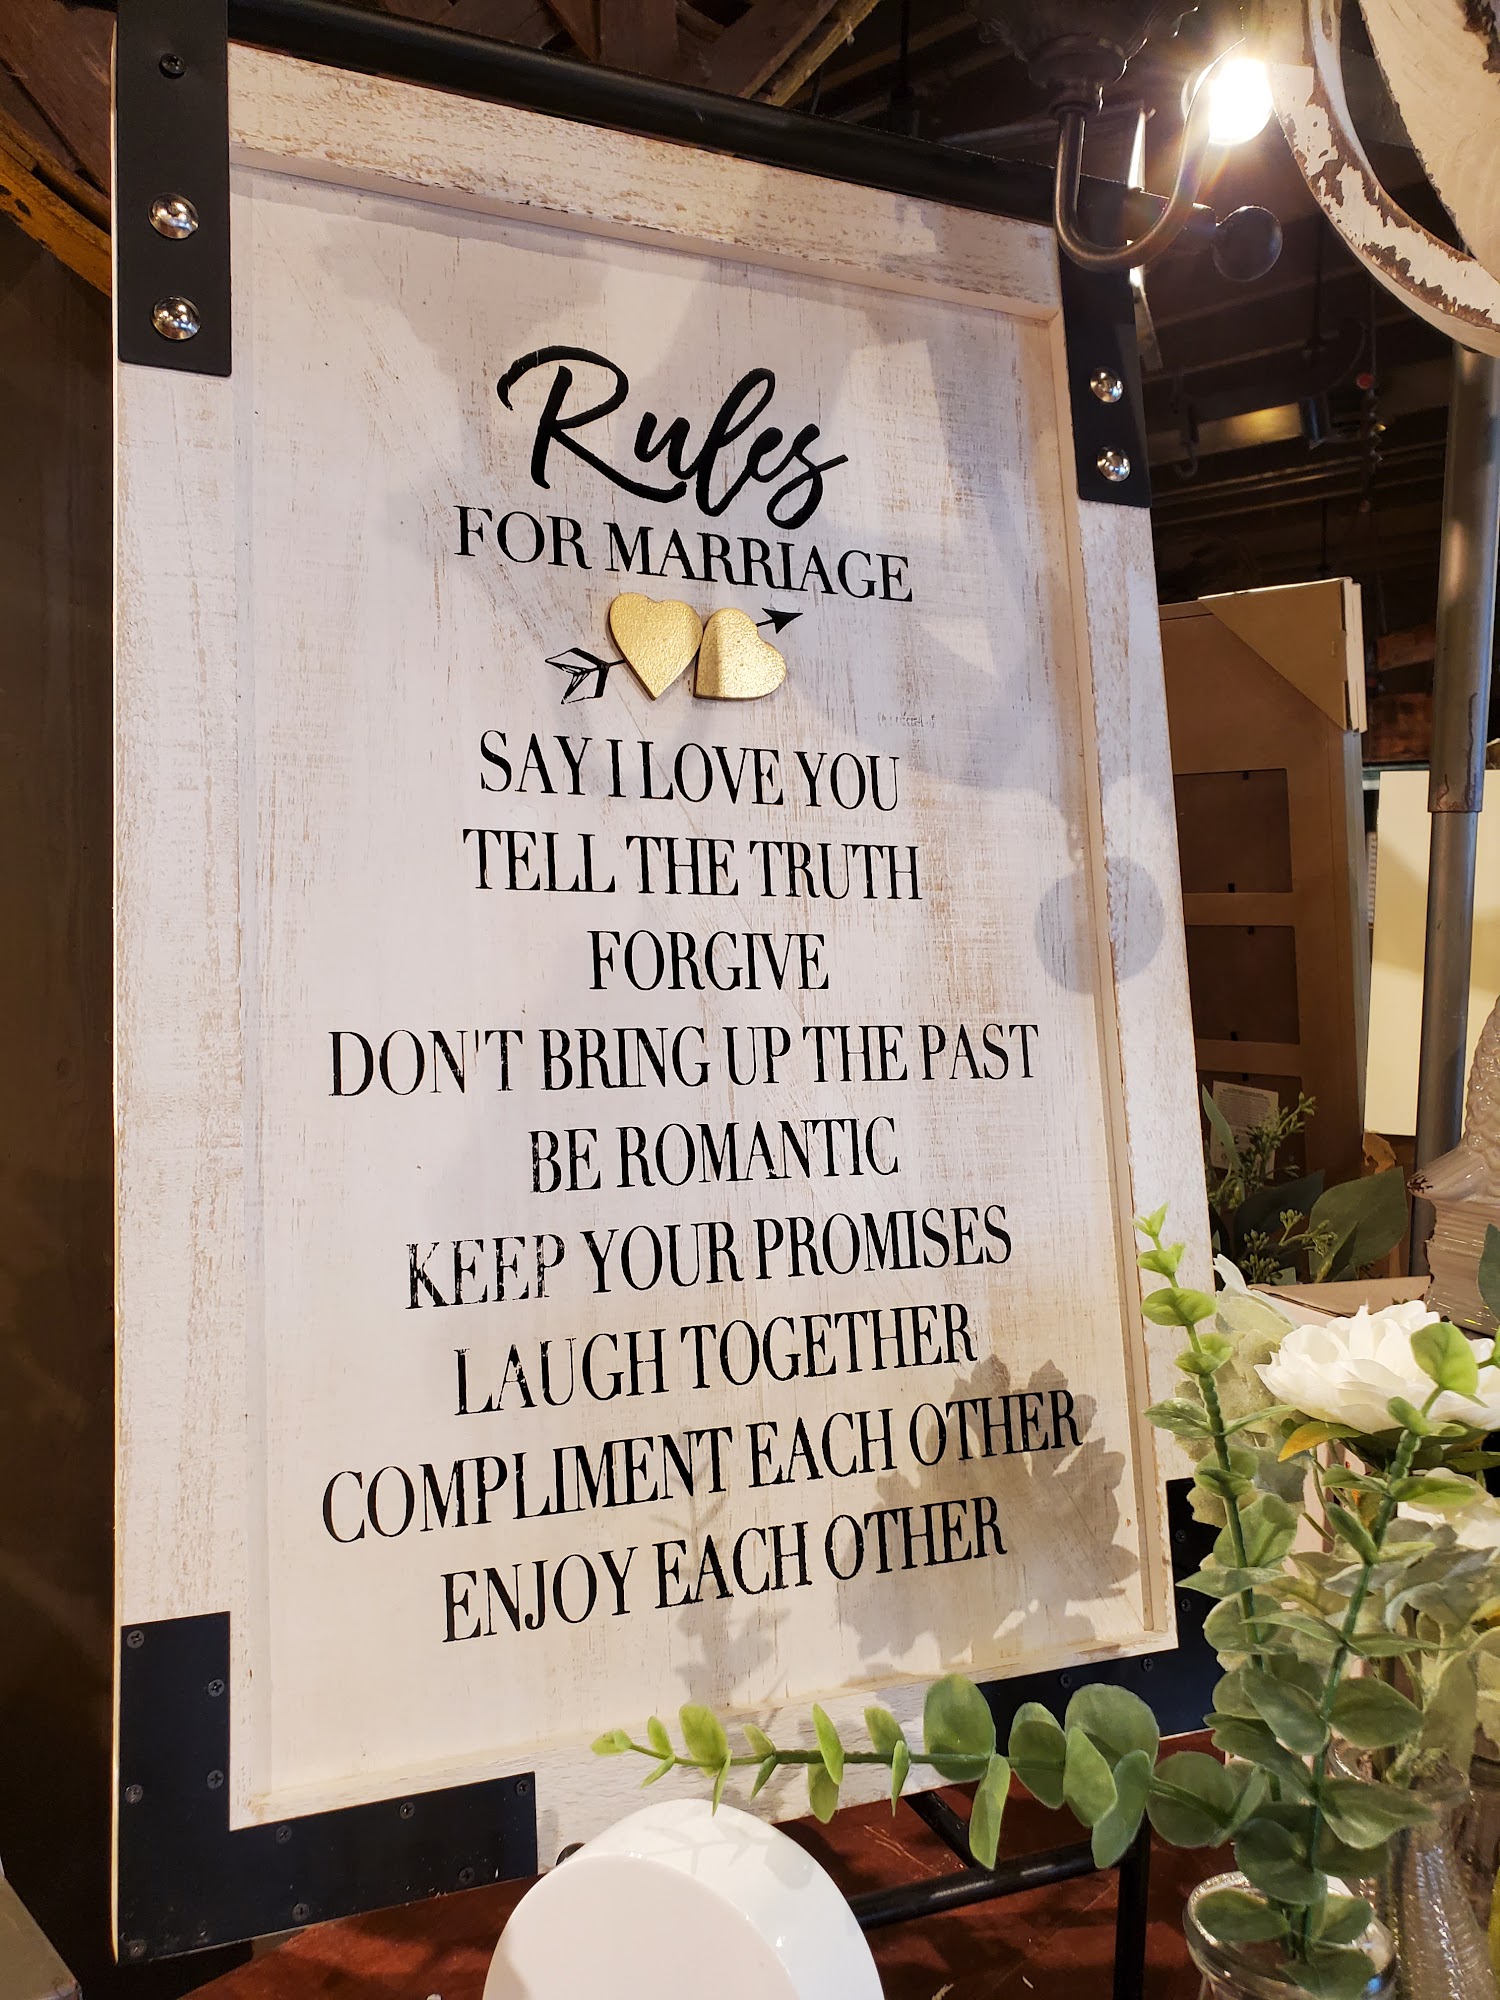 Rules
FOR MARRIAGE
SAY I LOVE YOU
TELL THE TRUTH
FORGIVE
DON'T BRING UP THE PAST
BE ROMANTIC
KEEP YOUR PROMISES
LAUGH TOGETHER
COMPLIMENT EACH OTHER
ENJOY EACH OTHER